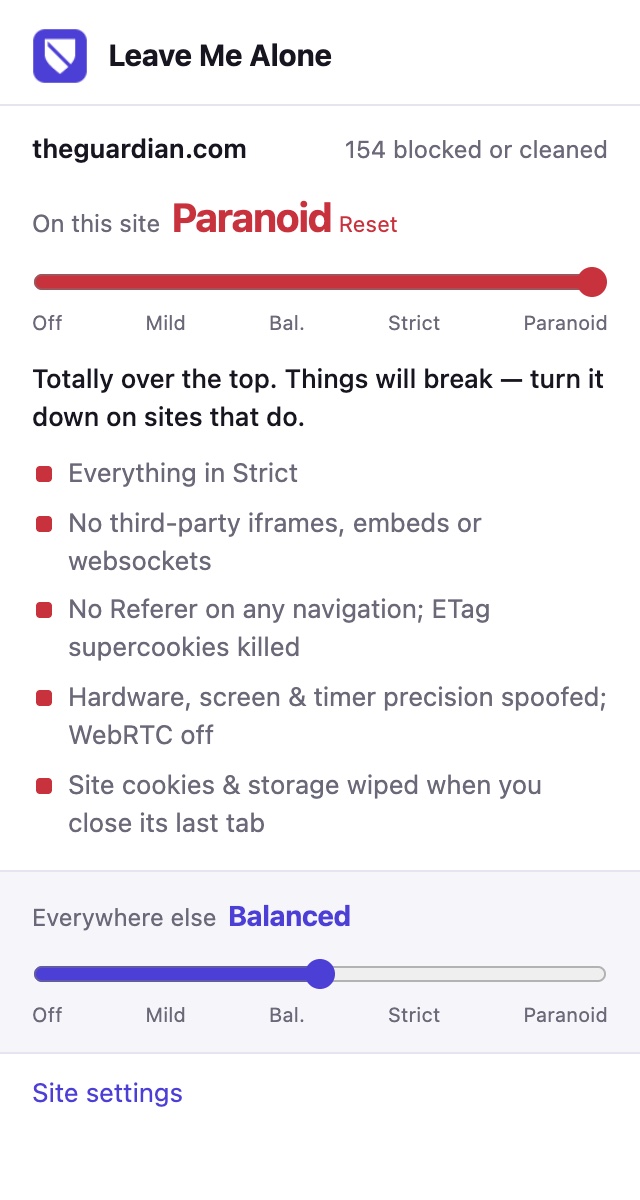 Leave Me Alone
theguardian.com 154 blocked or cleaned
On this site Paranoid Reset
Off Mild Bal. Strict Paranoid
Totally over the top. Things will break — turn it
down on sites that do.
Everything in Strict
No third-party iframes, embeds or
websockets
No Referer on any navigation; ETag
supercookies killed
Hardware, screen & timer precision spoofed;
WebRTC off
Site cookies & storage wiped when you
close its last tab
Everywhere else Balanced
Off Mild Bal. Strict Paranoid
Site settings